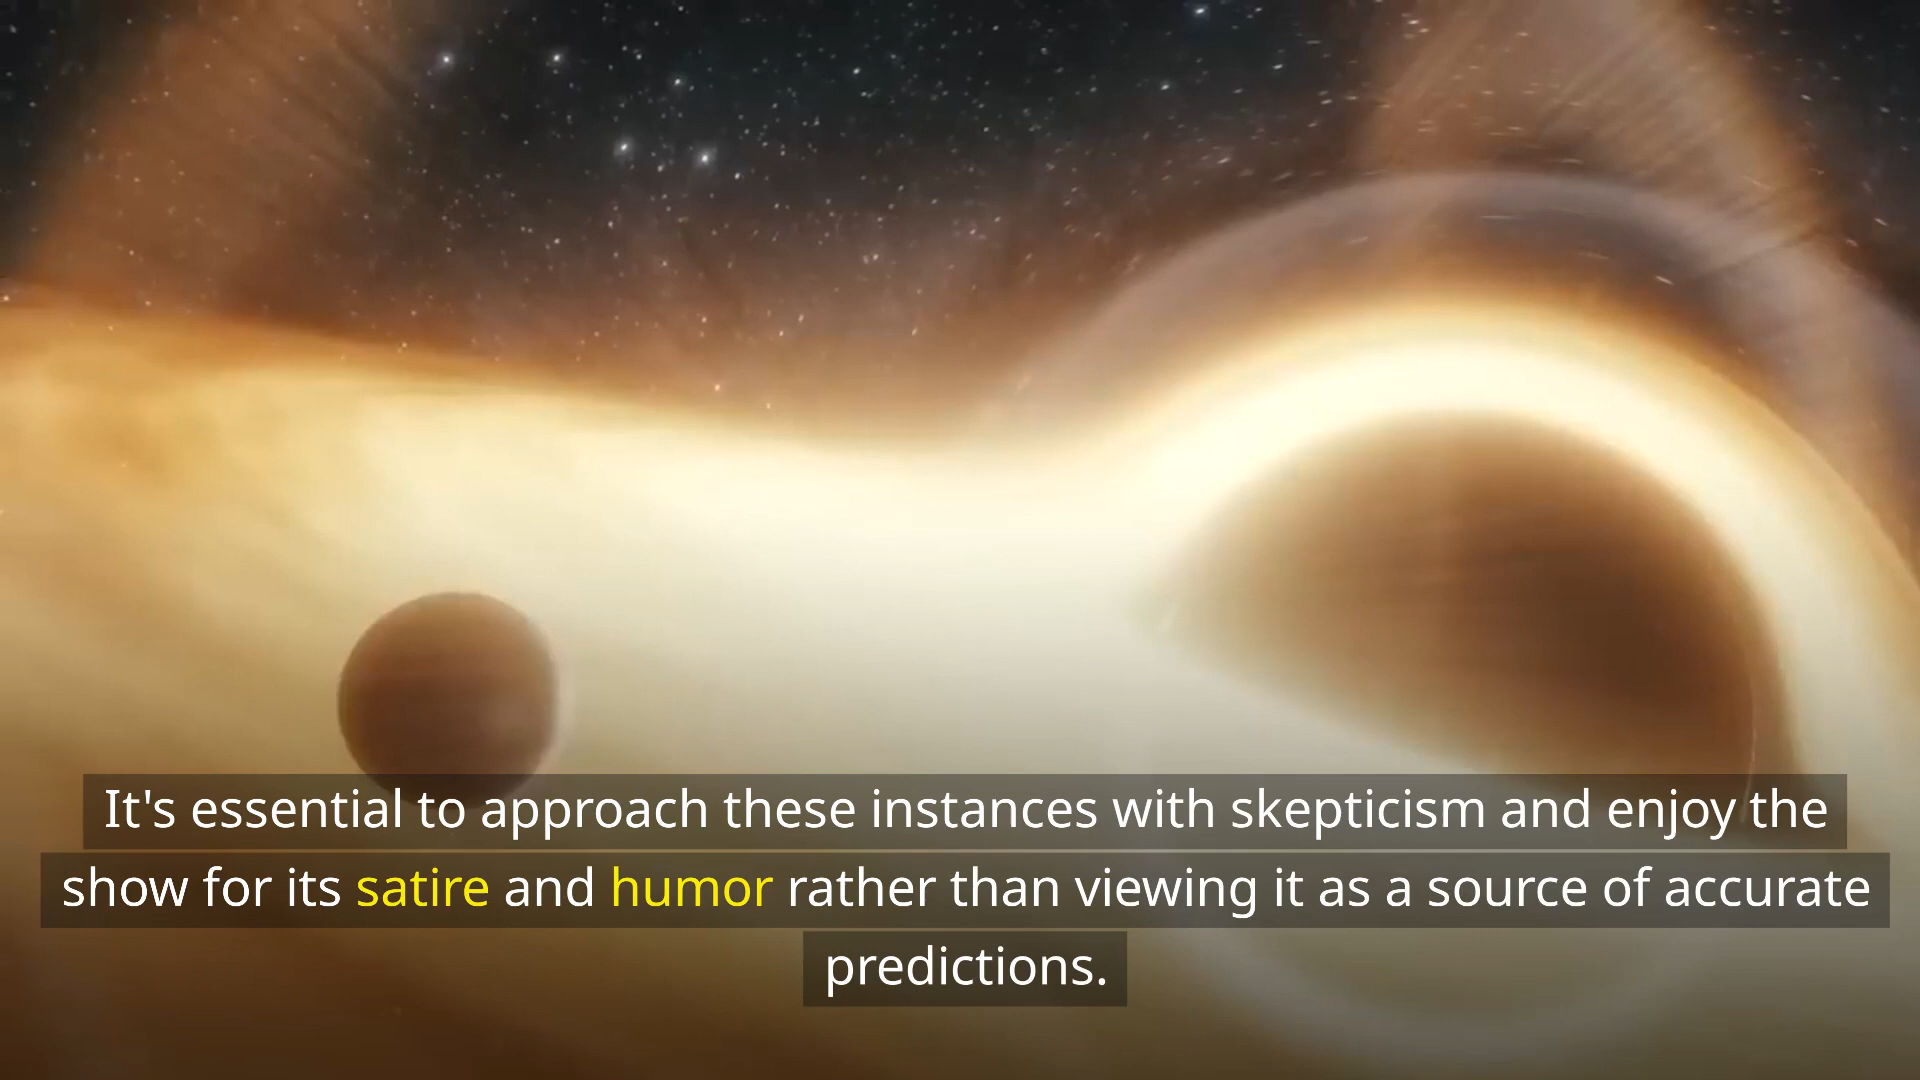 It's essential to approach these instances with skepticism and enjoy the
show for its satire and humor rather than viewing it as a source of accurate
predictions.